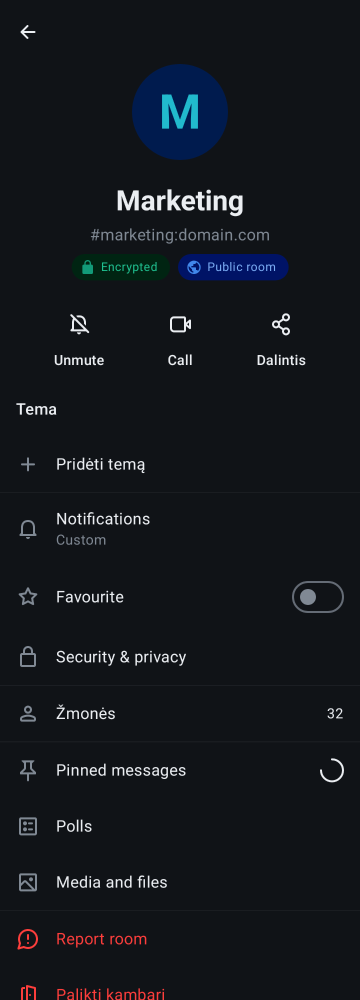 M
Marketing
#marketing:domain.com
Encrypted
Public room
Unmute
Call
Dalintis
Tema
Pridėti temą
Notifications
Custom
Favourite
Security & privacy
Žmonės
32
Pinned messages
Polls
Media and files
Report room
Palikti kambarį